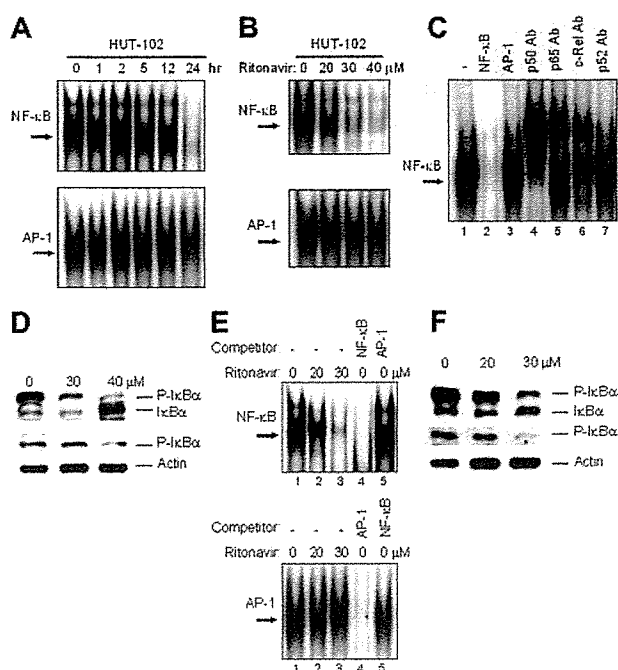 A
HUT-102
0 1 2 5 12 24 hr
NF-κB
AP-1
B
HUT-102
Ritonavir: 0 20 30 40 μM
NF-κB
AP-1
C
- NF-κB AP-1 p50 Ab p65 Ab c-Rel Ab p52 Ab
NF-κB
1 2 3 4 5 6 7
D
0 30 40 μM
P-IκBα
IκBα
P-IκBα
Actin
E
Competitor: - - - NF-κB AP-1
Ritonavir: 0 20 30 0 0 μM
NF-κB
1 2 3 4 5
Competitor: - - - AP-1 NF-κB
Ritonavir: 0 20 30 0 0 μM
AP-1
1 2 3 4 5
F
0 20 30 μM
P-IκBα
IκBα
P-IκBα
Actin